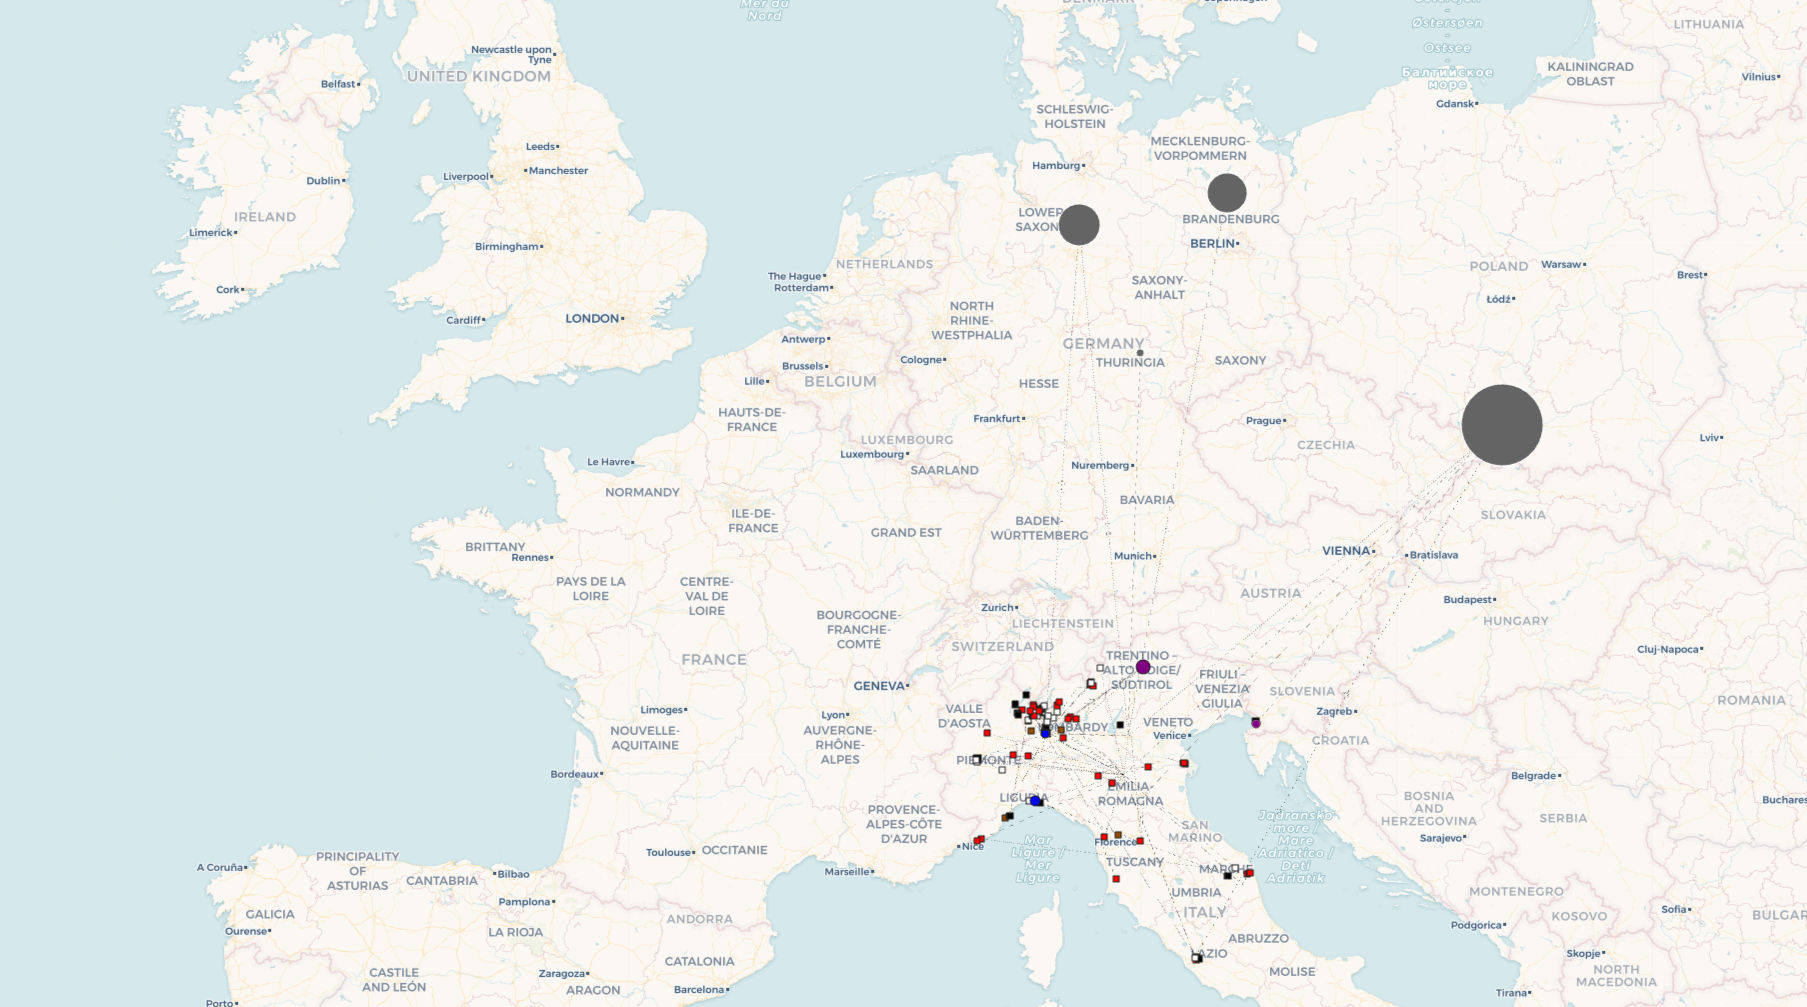 Mer du
Nord
Østersøen
-
Ostsee
-
Балтийское
море
LITHUANIA
Newcastle upon
Tyne
UNITED KINGDOM
Belfast
KALININGRAD
OBLAST
Vilnius
Gdansk
SCHLESWIG-
HOLSTEIN
MECKLENBURG-
VORPOMMERN
Hamburg
Leeds
Manchester
Liverpool
Dublin
IRELAND
Limerick
LOWER
SAXON
BRANDENBURG
BERLIN
Birmingham
NETHERLANDS
POLAND
Warsaw
Brest
The Hague
Rotterdam
Cork
SAXONY-
ANHALT
Łódź
NORTH
RHINE-
WESTPHALIA
Cardiff
LONDON
Antwerp
GERMANY
THURINGIA
SAXONY
Cologne
Brussels
BELGIUM
Lille
HESSE
HAUTS-DE-
FRANCE
Frankfurt
Prague
CZECHIA
Lviv
LUXEMBOURG
Luxembourg
SAARLAND
Le Havre
Nuremberg
NORMANDY
BAVARIA
ILE-DE-
FRANCE
GRAND EST
BADEN-
WÜRTTEMBERG
SLOVAKIA
BRITTANY
Rennes
Munich
VIENNA
Bratislava
PAYS DE LA
LOIRE
CENTRE-
VAL DE
LOIRE
AUSTRIA
Budapest
HUNGARY
Zurich
LIECHTENSTEIN
BOURGOGNE-
FRANCHE-
COMTÉ
SWITZERLAND
FRANCE
Cluj-Napoca
TRENTINO -
ALTO ADIGE/
SÜDTIROL
GENEVA
FRIULI -
VENEZIA
GIULIA
SLOVENIA
ROMANIA
Limoges
Lyon
VALLE
D'AOSTA
LOMBARDY
VENETO
Venice
Zagreb
CROATIA
NOUVELLE-
AQUITAINE
AUVERGNE-
RHÔNE-
ALPES
PIEMONTE
Bordeaux
Belgrade
LIGURIA
EMILIA-
ROMAGNA
BOSNIA
AND
HERZEGOVINA
Buchares
PROVENCE-
ALPES-CÔTE
D'AZUR
SAN
MARINO
Jadransko
more /
Mare
Adriatico /
Deti
Adriatik
SERBIA
Sarajevo
Mar
Ligure /
Mer
Ligure
Nice
Florence
TUSCANY
MARCHE
Toulouse
OCCITANIE
Marseille
A Coruña
PRINCIPALITY
OF
ASTURIAS
CANTABRIA
Bilbao
Pamplona
UMBRIA
MONTENEGRO
ITALY
GALICIA
Ourense
LA RIOJA
ANDORRA
Podgorica
KOSOVO
Sofia
BULGAR
ABRUZZO
AZIO
Skopje
CATALONIA
CASTILE
AND LEÓN
Zaragoza
ARAGON
MOLISE
NORTH
MACEDONIA
Barcelona
Tirana
Porto